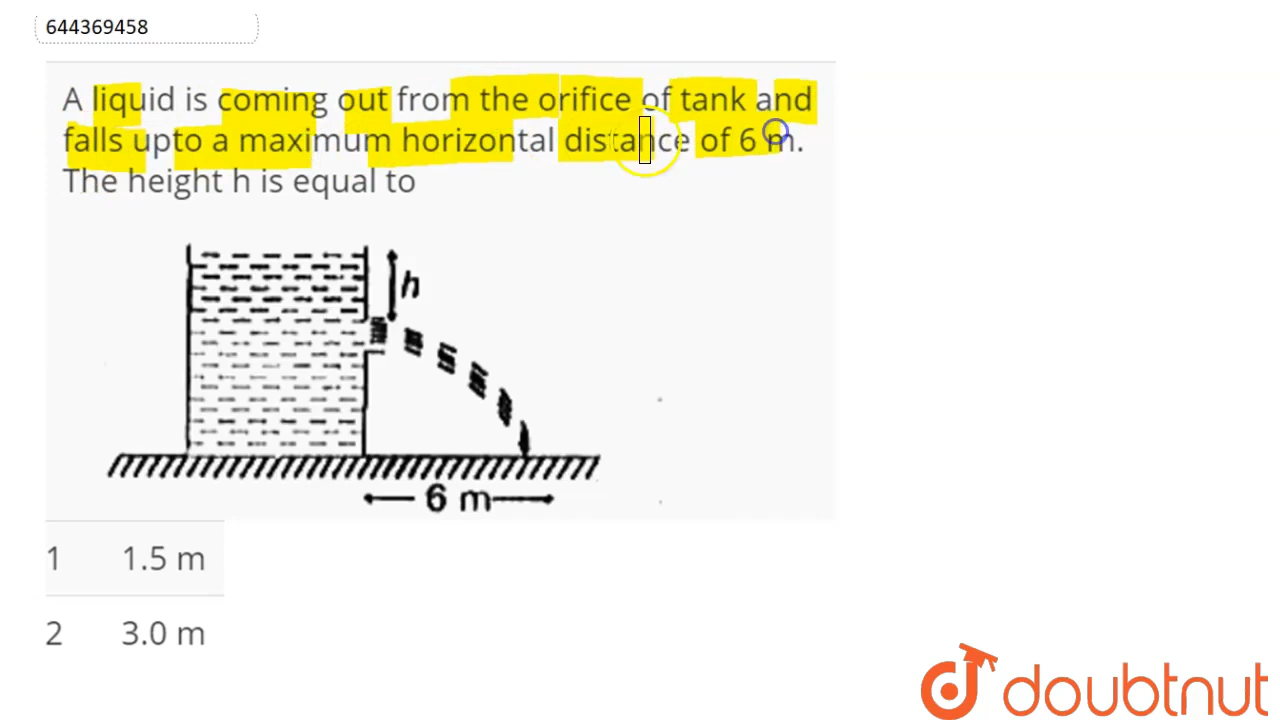 644369458
A liquid is coming out from the orifice of tank and
falls upto a maximum horizontal distance of 6 m.
The height h is equal to
h
6 m
1 1.5 m
2 3.0 m
doubtnut